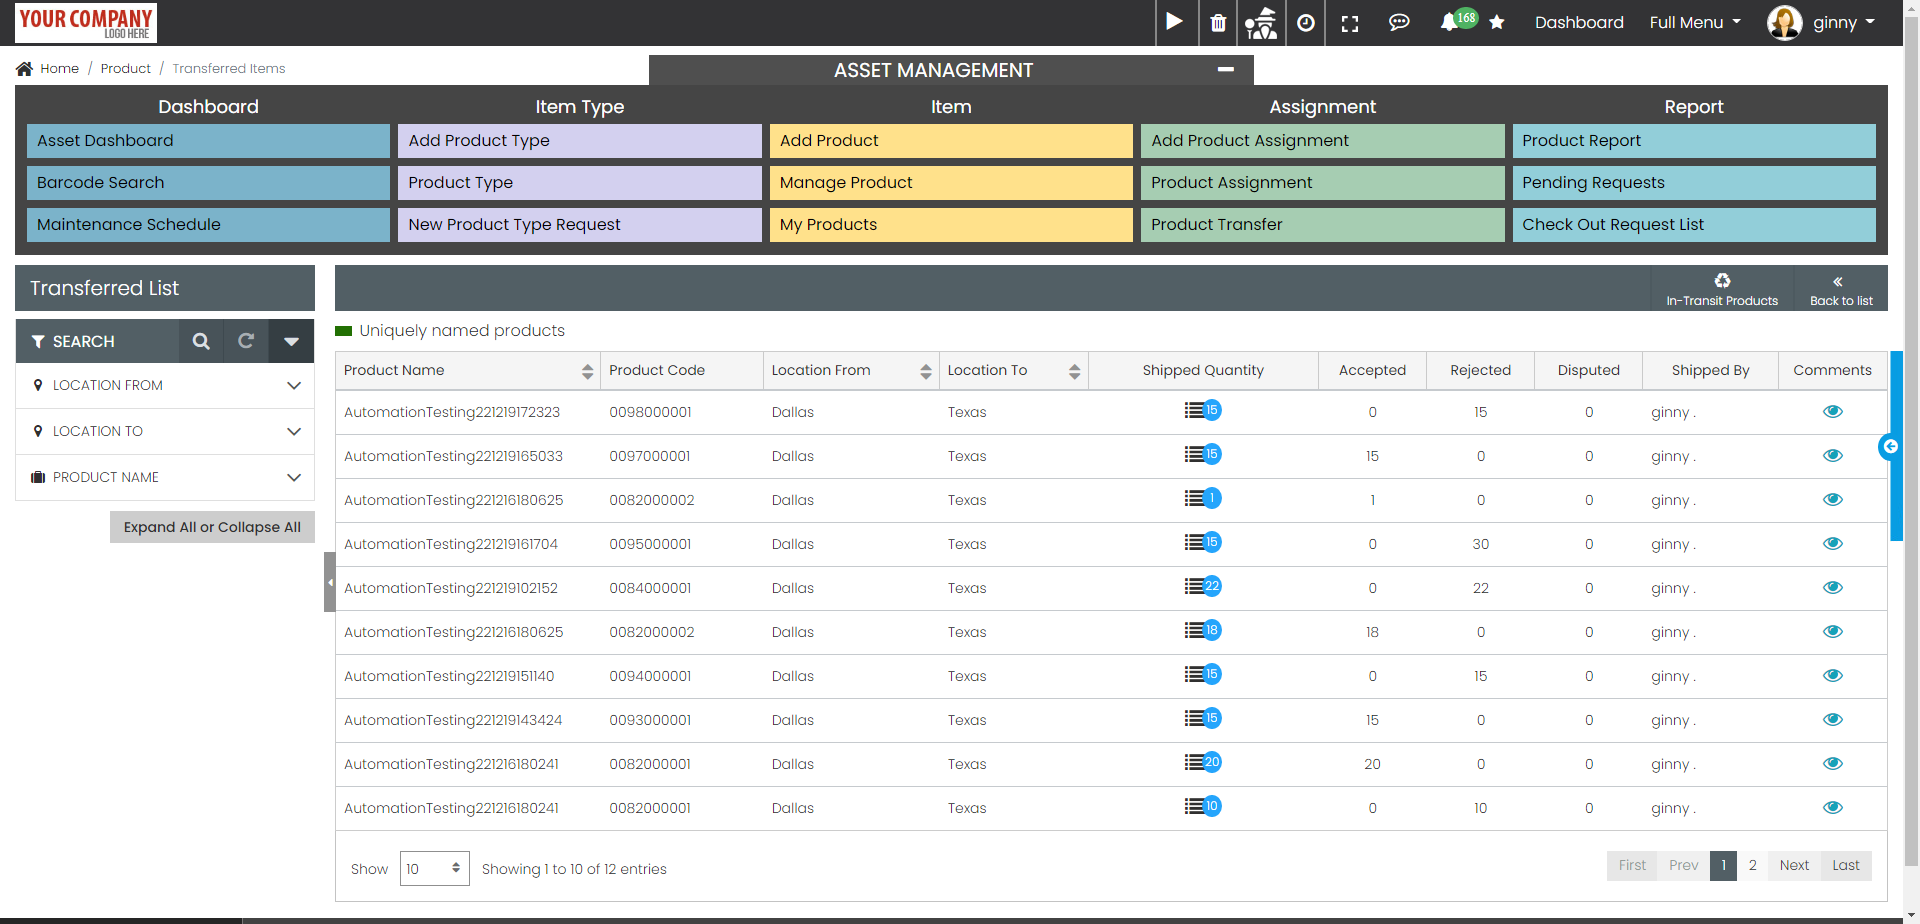 YOUR COMPANY
LOGO HERE
168
Dashboard
Full Menu
ginny
Home / Product / Transferred Items
ASSET MANAGEMENT
Dashboard
Item Type
Item
Assignment
Report
Asset Dashboard
Add Product Type
Add Product
Add Product Assignment
Product Report
Barcode Search
Product Type
Manage Product
Product Assignment
Pending Requests
Maintenance Schedule
New Product Type Request
My Products
Product Transfer
Check Out Request List
Transferred List
In-Transit Products
Back to list
SEARCH
LOCATION FROM
LOCATION TO
PRODUCT NAME
Expand All or Collapse All
Uniquely named products
Product Name Product Code Location From Location To Shipped Quantity Accepted Rejected Disputed Shipped By Comments
AutomationTesting221219172323 0098000001 Dallas Texas 15 0 15 0 ginny .
AutomationTesting221219165033 0097000001 Dallas Texas 15 15 0 0 ginny .
AutomationTesting221216180625 0082000002 Dallas Texas 1 1 0 0 ginny .
AutomationTesting221219161704 0095000001 Dallas Texas 15 0 30 0 ginny .
AutomationTesting221219102152 0084000001 Dallas Texas 22 0 22 0 ginny .
AutomationTesting221216180625 0082000002 Dallas Texas 18 18 0 0 ginny .
AutomationTesting221219151140 0094000001 Dallas Texas 15 0 15 0 ginny .
AutomationTesting221219143424 0093000001 Dallas Texas 15 15 0 0 ginny .
AutomationTesting221216180241 0082000001 Dallas Texas 20 20 0 0 ginny .
AutomationTesting221216180241 0082000001 Dallas Texas 10 0 10 0 ginny .
Show 10 Showing 1 to 10 of 12 entries
First Prev 1 2 Next Last